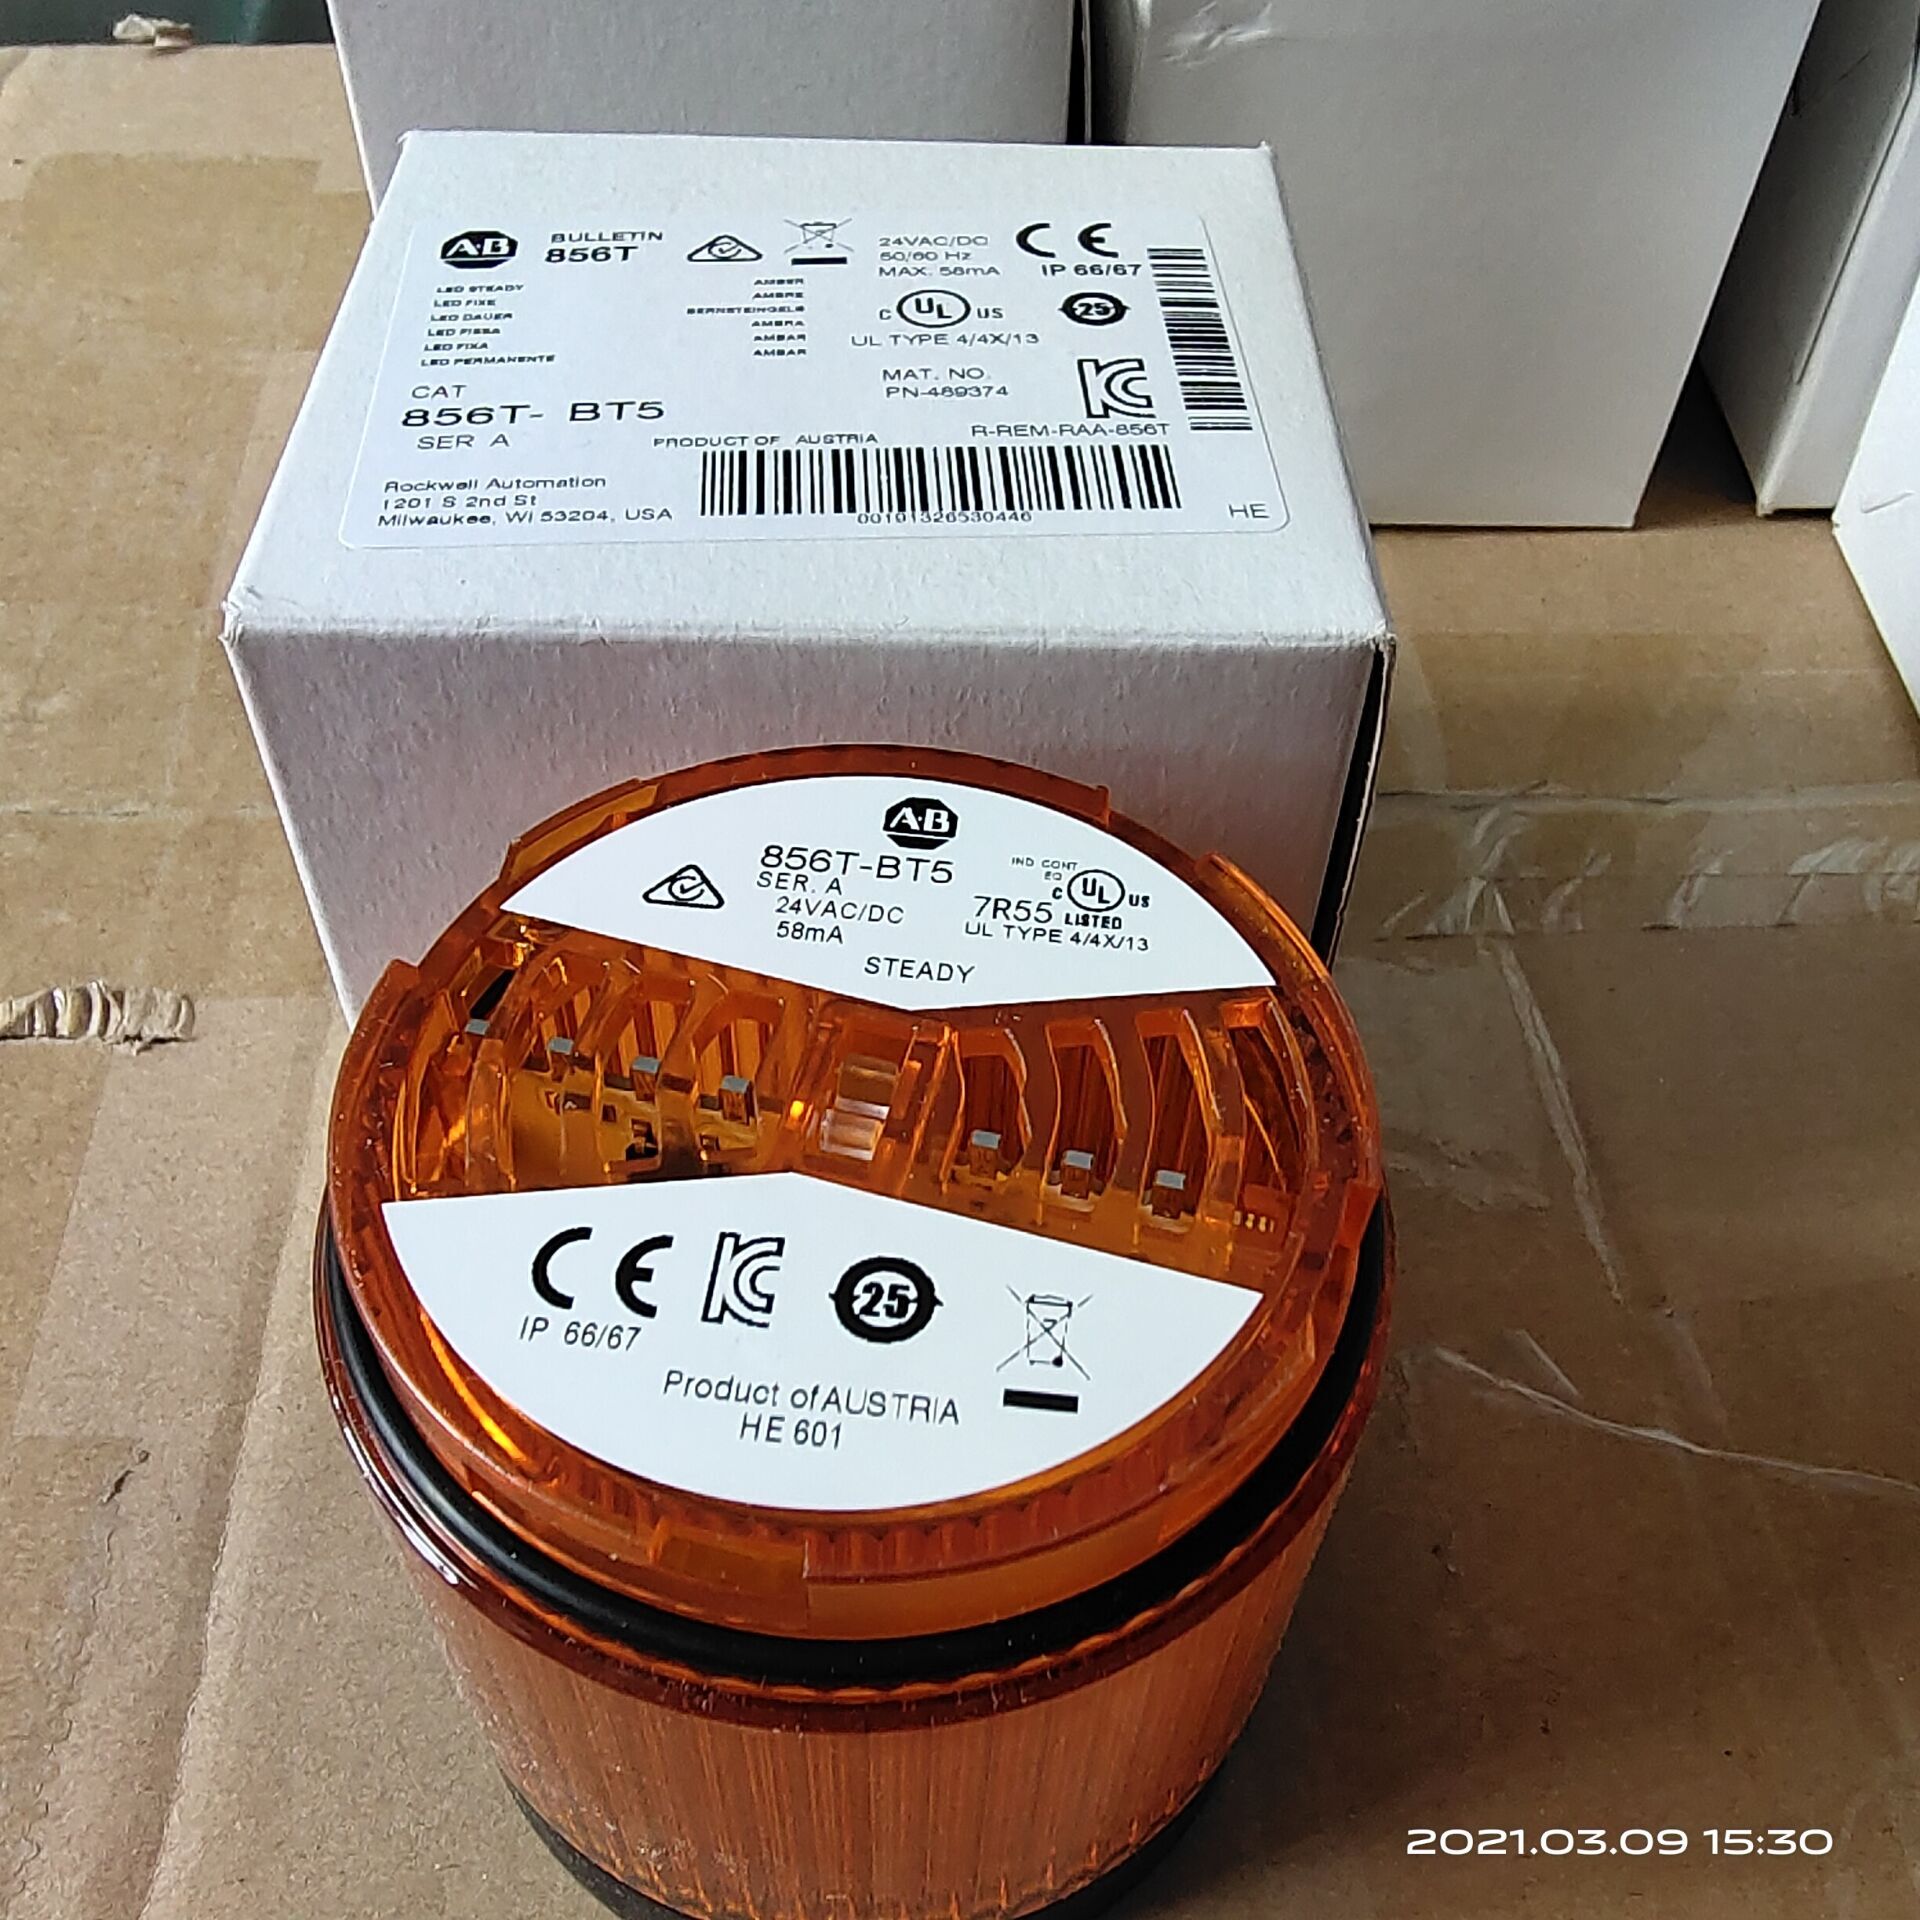 A·B
BULLETIN
856T
24VAC/DC
50/60 Hz
MAX. 58mA
CE
IP 66/67
LED STEADY AMBER
LED FIXE AMBRE
LED DAUER BERNSTEINGELB
LED FISSA AMBRA
LED FIXA AMBAR
LED PERMANENTE AMBAR
C UL US
25
UL TYPE 4/4X/13
MAT. NO.
PN-489374
KC
CAT
856T- BT5
SER A
PRODUCT OF AUSTRIA
R-REM-RAA-856T
Rockwell Automation
1201 S 2nd St
Milwaukee, WI 53204, USA
00101326530446
HE
A·B
856T-BT5
SER. A
24VAC/DC
58mA
IND CONT
EQ
C UL US
7R55 LISTED
UL TYPE 4/4X/13
STEADY
CE
KC
25
IP 66/67
Product of AUSTRIA
HE 601
2021.03.09 15:30